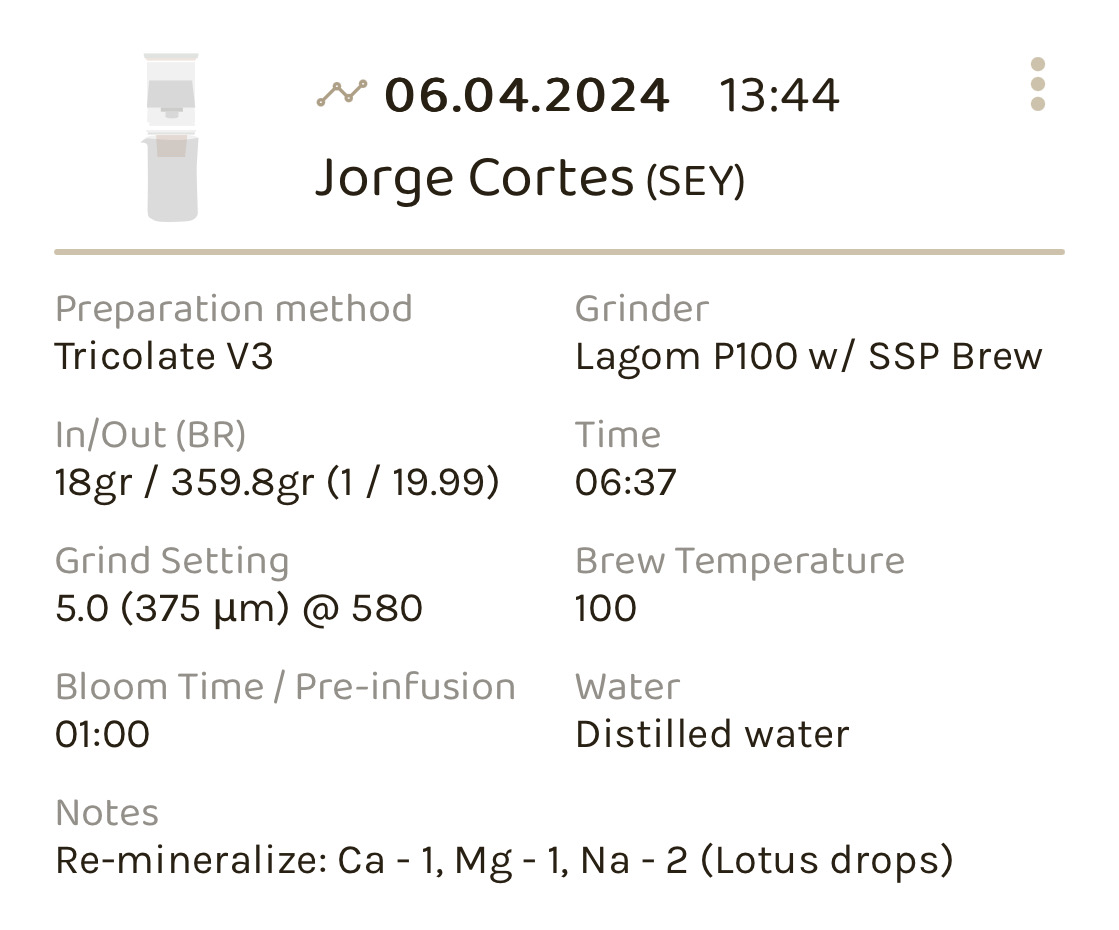 06.04.2024 13:44
Jorge Cortes (SEY)
Preparation method
Tricolate V3
Grinder
Lagom P100 w/ SSP Brew
In/Out (BR)
18gr / 359.8gr (1 / 19.99)
Time
06:37
Grind Setting
5.0 (375 µm) @ 580
Brew Temperature
100
Bloom Time / Pre-infusion
01:00
Water
Distilled water
Notes
Re-mineralize: Ca - 1, Mg - 1, Na - 2 (Lotus drops)